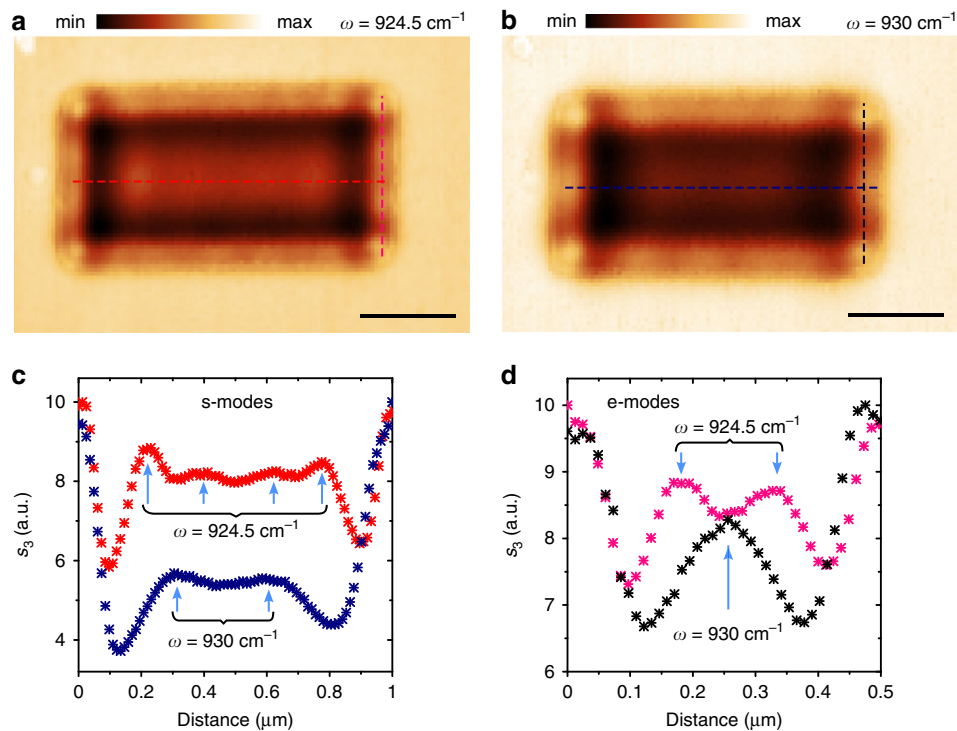 a
min max ω = 924.5 cm⁻¹
b
min max ω = 930 cm⁻¹
c
s-modes
10
8
6
4
s₃ (a.u.)
ω = 924.5 cm⁻¹
ω = 930 cm⁻¹
0 0.2 0.4 0.6 0.8 1
Distance (μm)
d
e-modes
10
9
8
7
6
s₃ (a.u.)
ω = 924.5 cm⁻¹
ω = 930 cm⁻¹
0 0.1 0.2 0.3 0.4 0.5
Distance (μm)